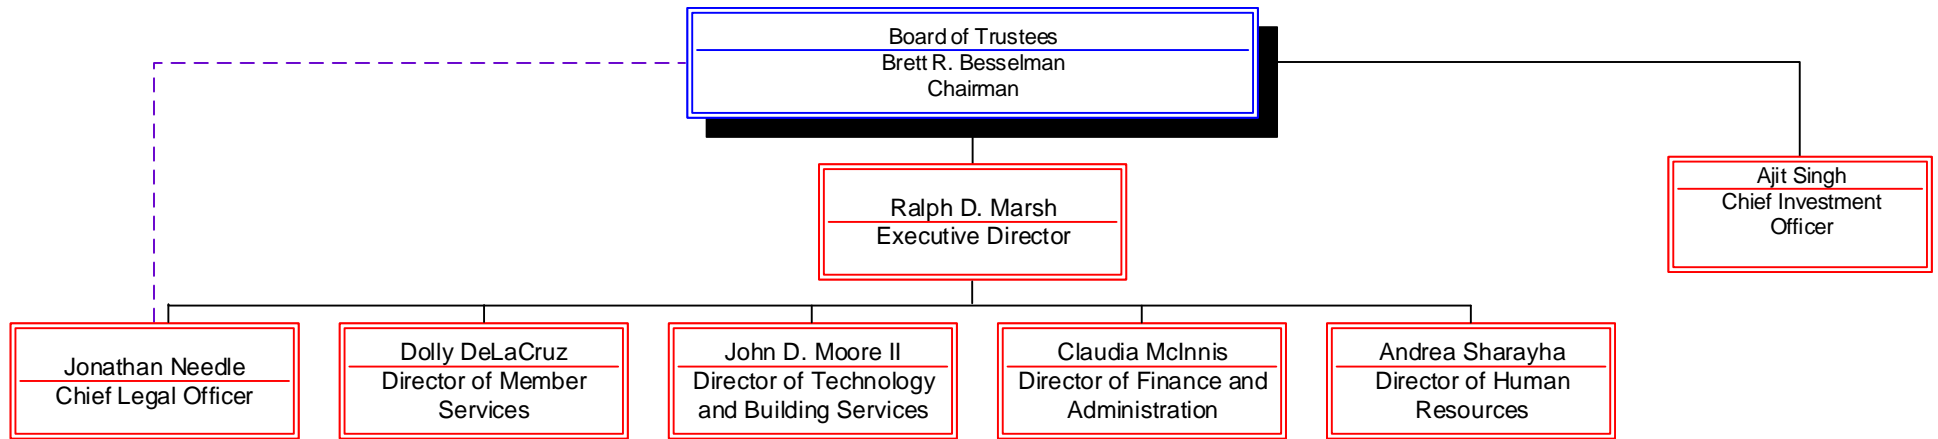 Board of Trustees
Brett R. Besselman
Chairman
Ralph D. Marsh
Executive Director
Ajit Singh
Chief Investment
Officer
Jonathan Needle
Chief Legal Officer
Dolly DeLaCruz
Director of Member
Services
John D. Moore II
Director of Technology
and Building Services
Claudia McInnis
Director of Finance and
Administration
Andrea Sharayha
Director of Human
Resources